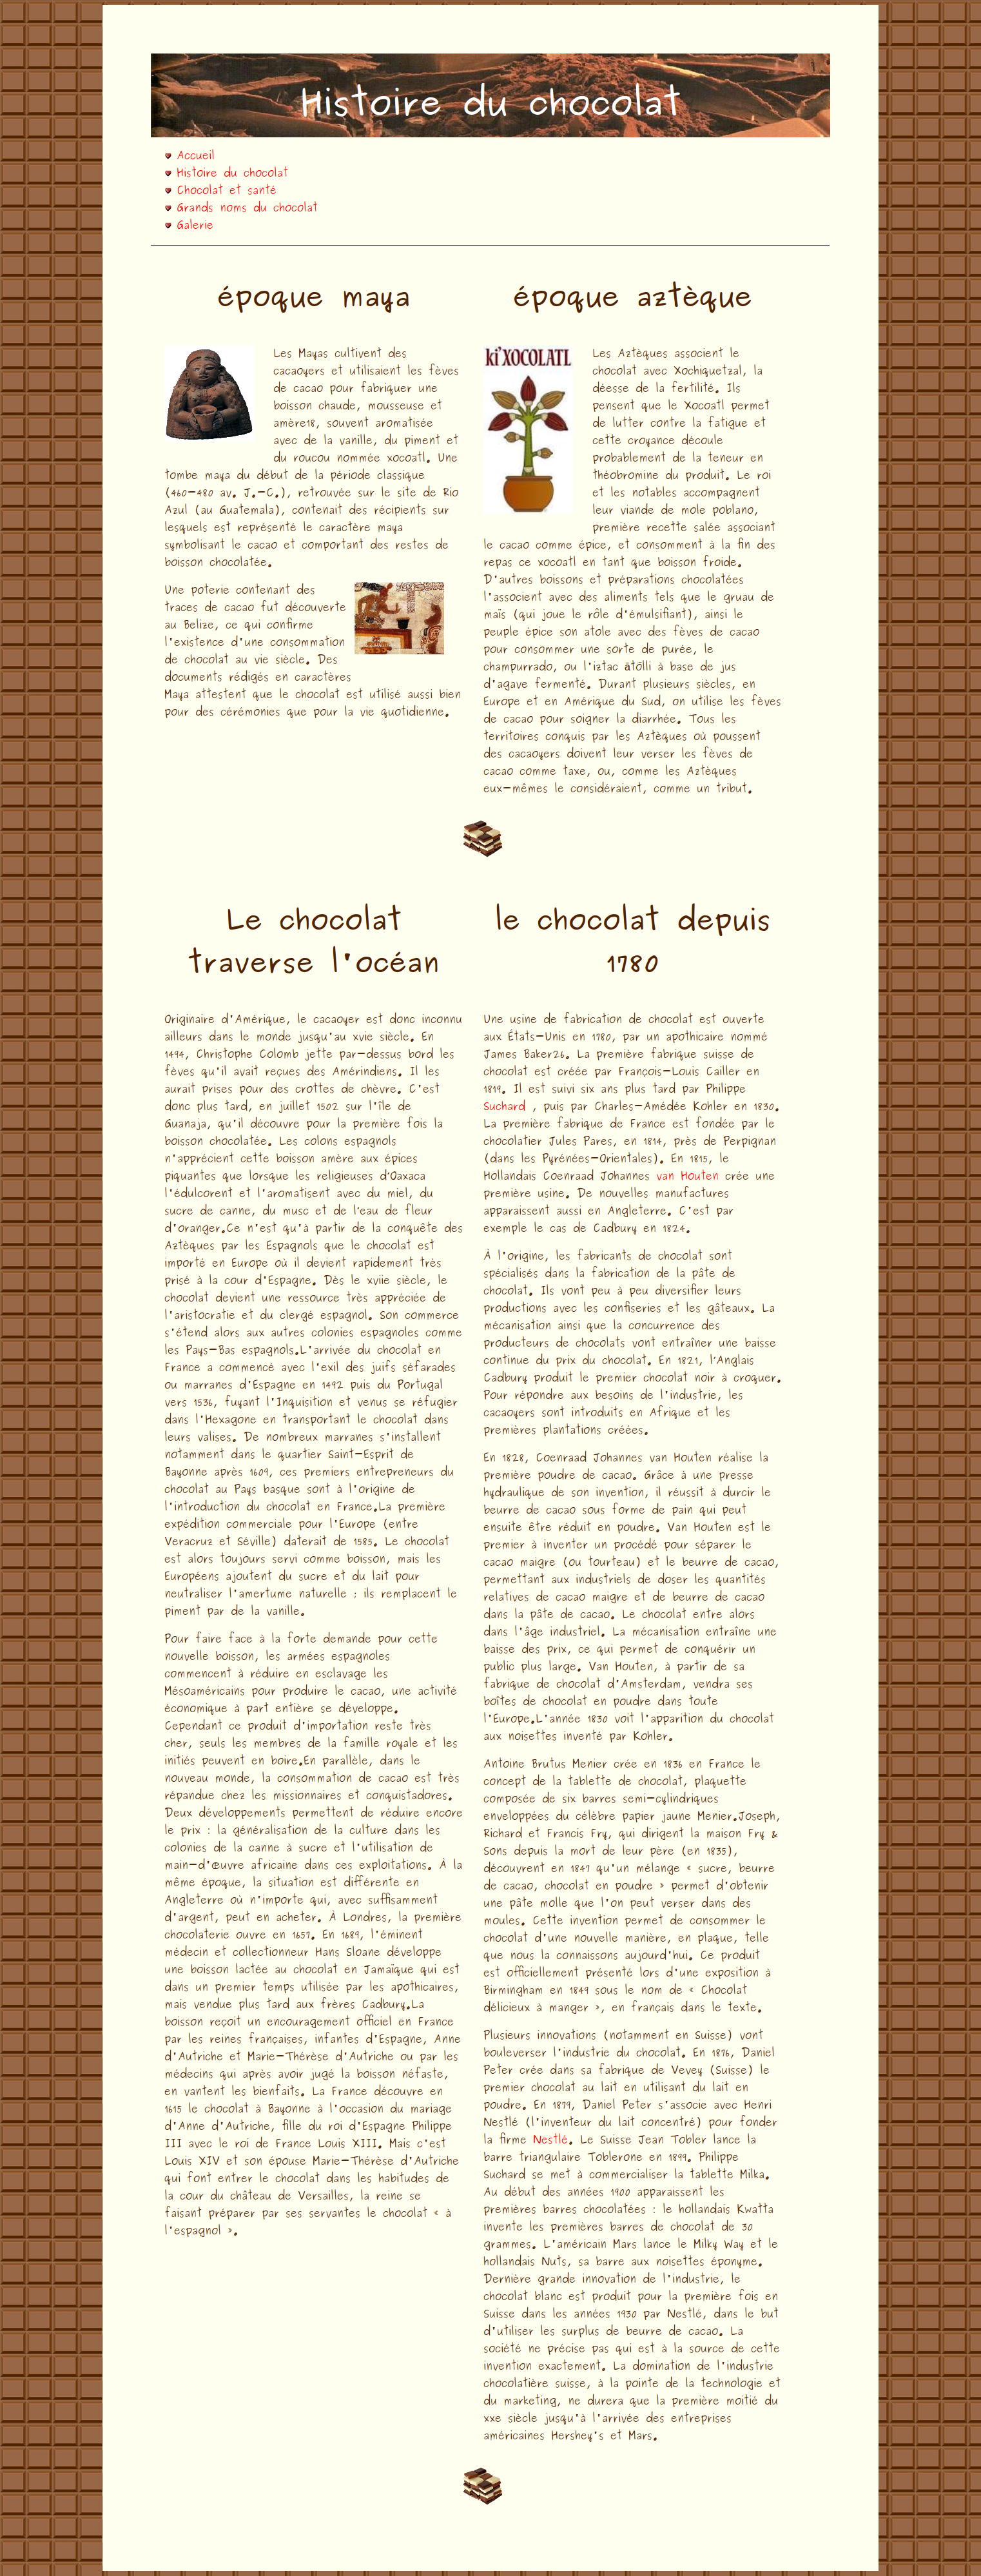 Histoire du chocolat
Accueil
Histoire du chocolat
Chocolat et santé
Grands noms du chocolat
Galerie
époque maya
Les Mayas cultivent des
cacaoyers et utilisaient les fèves
de cacao pour fabriquer une
boisson chaude, mousseuse et
amère18, souvent aromatisée
avec de la vanille, du piment et
du roucou nommée xocoatl. Une
tombe maya du début de la période classique
(460-480 av. J.-C.), retrouvée sur le site de Rio
Azul (au Guatemala), contenait des récipients sur
lesquels est représenté le caractère maya
symbolisant le cacao et comportant des restes de
boisson chocolatée.
Une poterie contenant des
traces de cacao fut découverte
au Belize, ce qui confirme
l'existence d'une consommation
de chocolat au vie siècle. Des
documents rédigés en caractères
Maya attestent que le chocolat est utilisé aussi bien
pour des cérémonies que pour la vie quotidienne.
époque aztèque
ki'XOCOLATL
Les Aztèques associent le
chocolat avec Xochiquetzal, la
déesse de la fertilité. Ils
pensent que le Xocoatl permet
de lutter contre la fatigue et
cette croyance découle
probablement de la teneur en
théobromine du produit. Le roi
et les notables accompagnent
leur viande de mole poblano,
première recette salée associant
le cacao comme épice, et consomment à la fin des
repas ce xocoatl en tant que boisson froide.
D'autres boissons et préparations chocolatées
l'associent avec des aliments tels que le gruau de
maïs (qui joue le rôle d'émulsifiant), ainsi le
peuple épice son atole avec des fèves de cacao
pour consommer une sorte de purée, le
champurrado, ou l'iztac ātōlli à base de jus
d'agave fermenté. Durant plusieurs siècles, en
Europe et en Amérique du Sud, on utilise les fèves
de cacao pour soigner la diarrhée. Tous les
territoires conquis par les Aztèques où poussent
des cacaoyers doivent leur verser les fèves de
cacao comme taxe, ou, comme les Aztèques
eux-mêmes le considéraient, comme un tribut.
Le chocolat
traverse l'océan
Originaire d'Amérique, le cacaoyer est donc inconnu
ailleurs dans le monde jusqu'au xvie siècle. En
1494, Christophe Colomb jette par-dessus bord les
fèves qu'il avait reçues des Amérindiens. Il les
aurait prises pour des crottes de chèvre. C'est
donc plus tard, en juillet 1502 sur l'île de
Guanaja, qu'il découvre pour la première fois la
boisson chocolatée. Les colons espagnols
n'apprécient cette boisson amère aux épices
piquantes que lorsque les religieuses d'Oaxaca
l'édulcorent et l'aromatisent avec du miel, du
sucre de canne, du musc et de l'eau de fleur
d'oranger.Ce n'est qu'à partir de la conquête des
Aztèques par les Espagnols que le chocolat est
importé en Europe où il devient rapidement très
prisé à la cour d'Espagne. Dès le xviie siècle, le
chocolat devient une ressource très appréciée de
l'aristocratie et du clergé espagnol. Son commerce
s'étend alors aux autres colonies espagnoles comme
les Pays-Bas espagnols.L'arrivée du chocolat en
France a commencé avec l'exil des juifs séfarades
ou marranes d'Espagne en 1492 puis du Portugal
vers 1536, fuyant l'Inquisition et venus se réfugier
dans l'Hexagone en transportant le chocolat dans
leurs valises. De nombreux marranes s'installent
notamment dans le quartier Saint-Esprit de
Bayonne après 1609, ces premiers entrepreneurs du
chocolat au Pays basque sont à l'origine de
l'introduction du chocolat en France.La première
expédition commerciale pour l'Europe (entre
Veracruz et Séville) daterait de 1585. Le chocolat
est alors toujours servi comme boisson, mais les
Européens ajoutent du sucre et du lait pour
neutraliser l'amertume naturelle ; ils remplacent le
piment par de la vanille.
Pour faire face à la forte demande pour cette
nouvelle boisson, les armées espagnoles
commencent à réduire en esclavage les
Mésoaméricains pour produire le cacao, une activité
économique à part entière se développe.
Cependant ce produit d'importation reste très
cher, seuls les membres de la famille royale et les
initiés peuvent en boire.En parallèle, dans le
nouveau monde, la consommation de cacao est très
répandue chez les missionnaires et conquistadores.
Deux développements permettent de réduire encore
le prix : la généralisation de la culture dans les
colonies de la canne à sucre et l'utilisation de
main-d'œuvre africaine dans ces exploitations. À la
même époque, la situation est différente en
Angleterre où n'importe qui, avec suffisamment
d'argent, peut en acheter. À Londres, la première
chocolaterie ouvre en 1657. En 1689, l'éminent
médecin et collectionneur Hans Sloane développe
une boisson lactée au chocolat en Jamaïque qui est
dans un premier temps utilisée par les apothicaires,
mais vendue plus tard aux frères Cadbury.La
boisson reçoit un encouragement officiel en France
par les reines françaises, infantes d'Espagne, Anne
d'Autriche et Marie-Thérèse d'Autriche ou par les
médecins qui après avoir jugé la boisson néfaste,
en vantent les bienfaits. La France découvre en
1615 le chocolat à Bayonne à l'occasion du mariage
d'Anne d'Autriche, fille du roi d'Espagne Philippe
III avec le roi de France Louis XIII. Mais c'est
Louis XIV et son épouse Marie-Thérèse d'Autriche
qui font entrer le chocolat dans les habitudes de
la cour du château de Versailles, la reine se
faisant préparer par ses servantes le chocolat « à
l'espagnol ».
le chocolat depuis
1780
Une usine de fabrication de chocolat est ouverte
aux États-Unis en 1780, par un apothicaire nommé
James Baker26. La première fabrique suisse de
chocolat est créée par François-Louis Cailler en
1819. Il est suivi six ans plus tard par Philippe
Suchard , puis par Charles-Amédée Kohler en 1830.
La première fabrique de France est fondée par le
chocolatier Jules Pares, en 1814, près de Perpignan
(dans les Pyrénées-Orientales). En 1815, le
Hollandais Coenraad Johannes van Houten crée une
première usine. De nouvelles manufactures
apparaissent aussi en Angleterre. C'est par
exemple le cas de Cadbury en 1824.
À l'origine, les fabricants de chocolat sont
spécialisés dans la fabrication de la pâte de
chocolat. Ils vont peu à peu diversifier leurs
productions avec les confiseries et les gâteaux. La
mécanisation ainsi que la concurrence des
producteurs de chocolats vont entraîner une baisse
continue du prix du chocolat. En 1821, l'Anglais
Cadbury produit le premier chocolat noir à croquer.
Pour répondre aux besoins de l'industrie, les
cacaoyers sont introduits en Afrique et les
premières plantations créées.
En 1828, Coenraad Johannes van Houten réalise la
première poudre de cacao. Grâce à une presse
hydraulique de son invention, il réussit à durcir le
beurre de cacao sous forme de pain qui peut
ensuite être réduit en poudre. Van Houten est le
premier à inventer un procédé pour séparer le
cacao maigre (ou tourteau) et le beurre de cacao,
permettant aux industriels de doser les quantités
relatives de cacao maigre et de beurre de cacao
dans la pâte de cacao. Le chocolat entre alors
dans l'âge industriel. La mécanisation entraîne une
baisse des prix, ce qui permet de conquérir un
public plus large. Van Houten, à partir de sa
fabrique de chocolat d'Amsterdam, vendra ses
boîtes de chocolat en poudre dans toute
l'Europe.L'année 1830 voit l'apparition du chocolat
aux noisettes inventé par Kohler.
Antoine Brutus Menier crée en 1836 en France le
concept de la tablette de chocolat, plaquette
composée de six barres semi-cylindriques
enveloppées du célèbre papier jaune Menier.Joseph,
Richard et Francis Fry, qui dirigent la maison Fry &
Sons depuis la mort de leur père (en 1835),
découvrent en 1847 qu'un mélange « sucre, beurre
de cacao, chocolat en poudre » permet d'obtenir
une pâte molle que l'on peut verser dans des
moules. Cette invention permet de consommer le
chocolat d'une nouvelle manière, en plaque, telle
que nous la connaissons aujourd'hui. Ce produit
est officiellement présenté lors d'une exposition à
Birmingham en 1849 sous le nom de « Chocolat
délicieux à manger », en français dans le texte.
Plusieurs innovations (notamment en Suisse) vont
bouleverser l'industrie du chocolat. En 1876, Daniel
Peter crée dans sa fabrique de Vevey (Suisse) le
premier chocolat au lait en utilisant du lait en
poudre. En 1879, Daniel Peter s'associe avec Henri
Nestlé (l'inventeur du lait concentré) pour fonder
la firme Nestlé. Le Suisse Jean Tobler lance la
barre triangulaire Toblerone en 1899. Philippe
Suchard se met à commercialiser la tablette Milka.
Au début des années 1900 apparaissent les
premières barres chocolatées : le hollandais Kwatta
invente les premières barres de chocolat de 30
grammes. L'américain Mars lance le Milky Way et le
hollandais Nuts, sa barre aux noisettes éponyme.
Dernière grande innovation de l'industrie, le
chocolat blanc est produit pour la première fois en
Suisse dans les années 1930 par Nestlé, dans le but
d'utiliser les surplus de beurre de cacao. La
société ne précise pas qui est à la source de cette
invention exactement. La domination de l'industrie
chocolatière suisse, à la pointe de la technologie et
du marketing, ne durera que la première moitié du
xxe siècle jusqu'à l'arrivée des entreprises
américaines Hershey's et Mars.